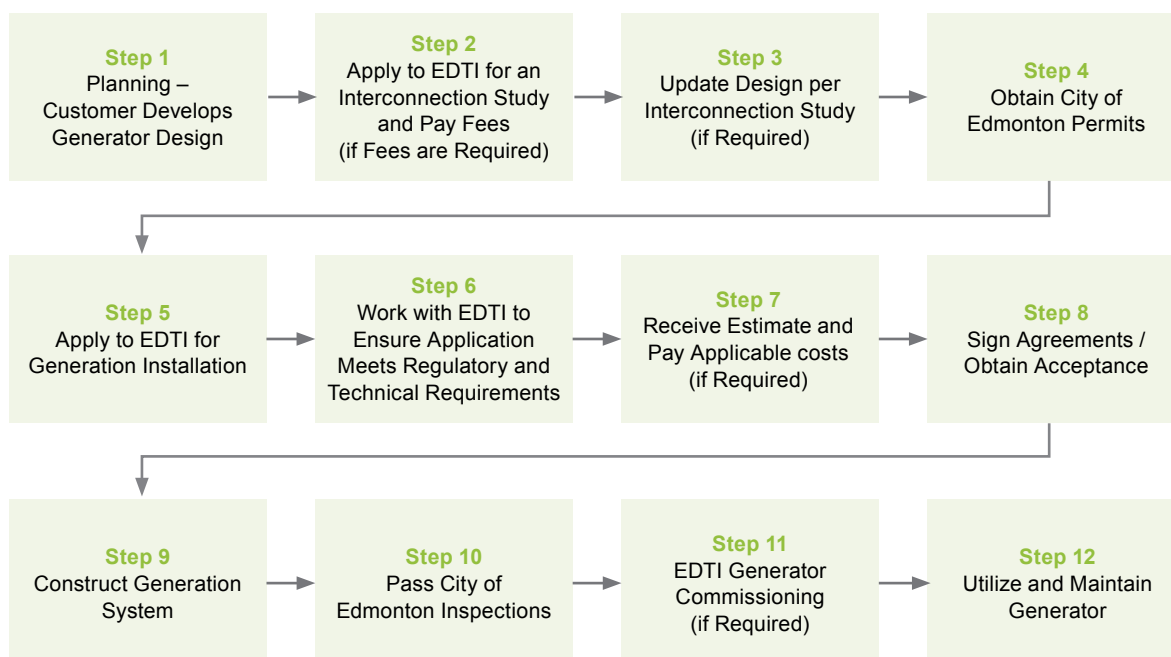 Step 1
Planning –
Customer Develops
Generator Design
Step 2
Apply to EDTI for an
Interconnection Study
and Pay Fees
(if Fees are Required)
Step 3
Update Design per
Interconnection Study
(if Required)
Step 4
Obtain City of
Edmonton Permits
Step 5
Apply to EDTI for
Generation Installation
Step 6
Work with EDTI to
Ensure Application
Meets Regulatory and
Technical Requirements
Step 7
Receive Estimate and
Pay Applicable costs
(if Required)
Step 8
Sign Agreements /
Obtain Acceptance
Step 9
Construct Generation
System
Step 10
Pass City of
Edmonton Inspections
Step 11
EDTI Generator
Commissioning
(if Required)
Step 12
Utilize and Maintain
Generator